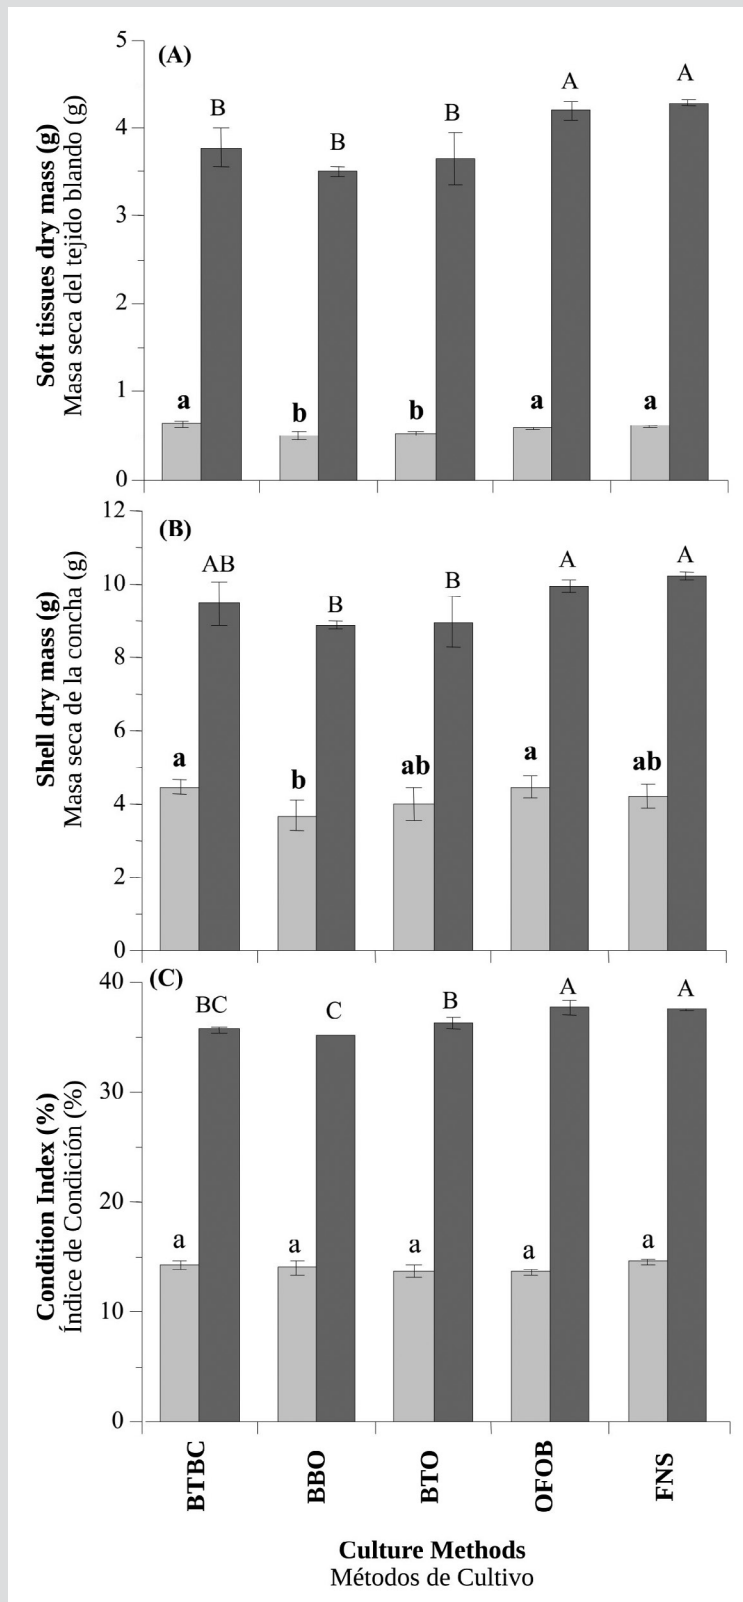 (A)
Soft tissues dry mass (g)
Masa seca del tejido blando (g)
5
4
3
2
1
0
B
B
B
A
A
a
b
b
a
a
(B)
Shell dry mass (g)
Masa seca de la concha (g)
12
10
8
6
4
2
0
AB
B
B
A
A
a
b
ab
a
ab
(C)
Condition Index (%)
Índice de Condición (%)
40
30
20
10
0
BC
C
B
A
A
a
a
a
a
a
BTBC
BBO
BTO
OFOB
FNS
Culture Methods
Métodos de Cultivo